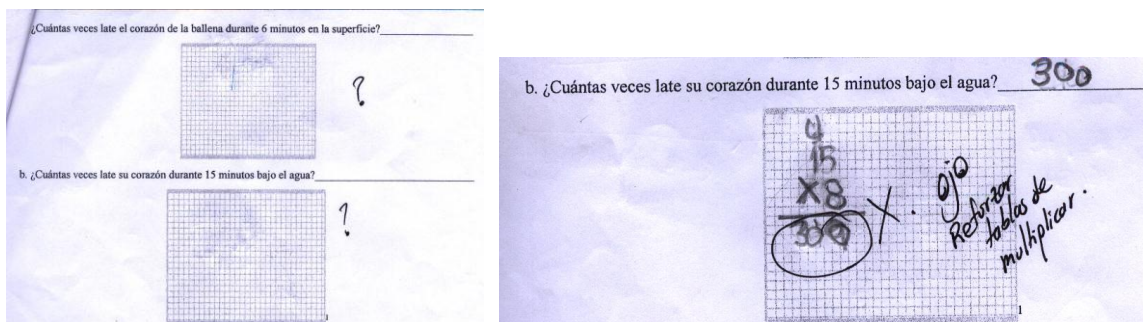 ¿Cuántas veces late el corazón de la ballena durante 6 minutos en la superficie?
?
b. ¿Cuántas veces late su corazón durante 15 minutos bajo el agua?
?
b. ¿Cuántas veces late su corazón durante 15 minutos bajo el agua? 300
4
15
X8
300
X. ojo
Reforzar
tablas de
multiplicar.
1